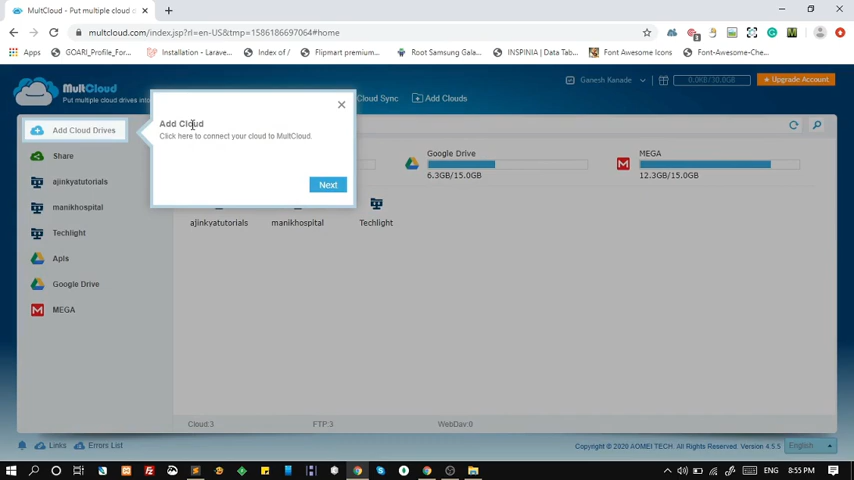 MultCloud - Put multiple cloud drives
multcloud.com/index.jsp?rl=en-US&tmp=1586186697064#home
Apps
GOARI_Profile_For...
Installation - Larave...
Index of /
Flipmart premium...
Root Samsung Gala...
INSPINIA | Data Tab...
Font Awesome Icons
Font-Awesome-Che...
MultCloud
Put multiple cloud drives into
Cloud Sync
Add Clouds
Ganesh Kanade
0.0KB/30.0GB
Upgrade Account
Add Cloud Drives
Share
ajinkyatutorials
manikhospital
Techlight
Apis
Google Drive
MEGA
Add Cloud
Click here to connect your cloud to MultCloud.
Next
Google Drive
6.3GB/15.0GB
MEGA
12.3GB/15.0GB
ajinkyatutorials
manikhospital
Techlight
Cloud:3
FTP:3
WebDav:0
Links
Errors List
Copyright © 2020 AOMEI TECH. All Rights Reserved. Version 4.5.5
English
ENG
8:55 PM